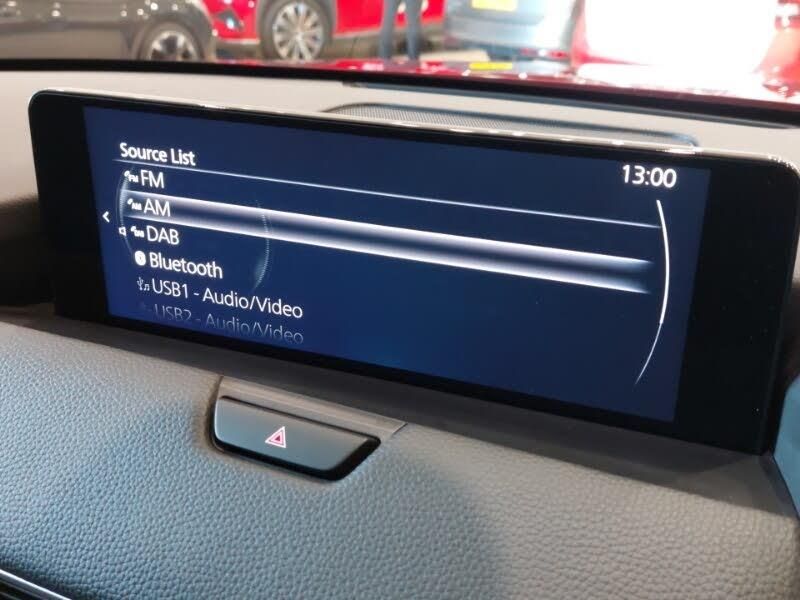 Source List
13:00
FM
AM
DAB
Bluetooth
USB1 - Audio/Video
USB2 - Audio/Video